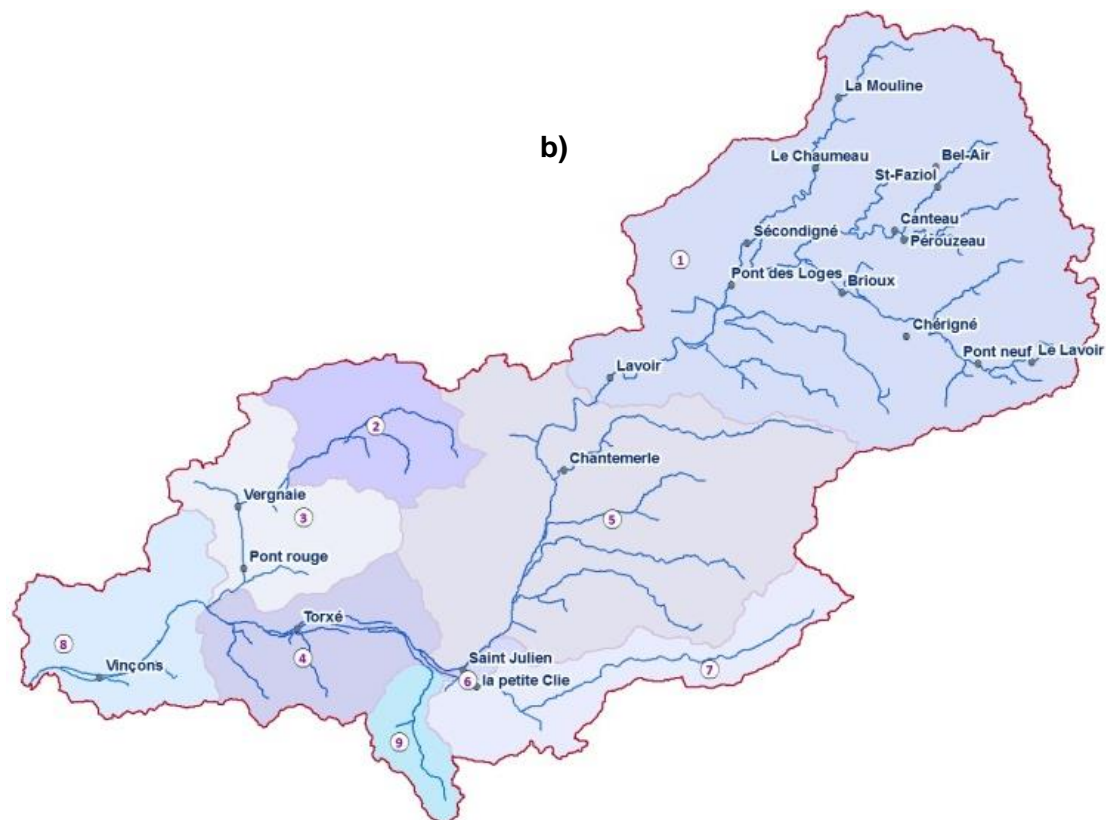 La Mouline
b)
Le Chaumeau
Bel-Air
St-Faziol
Canteau
Sécondigné
Pérouzeau
1
Pont des Loges
Brioux
Chérigné
Pont neuf
Le Lavoir
Lavoir
2
Chantemerle
Vergnaie
3
5
Pont rouge
Torxé
8
4
Vinçons
Saint Julien
6
la petite Clie
7
9